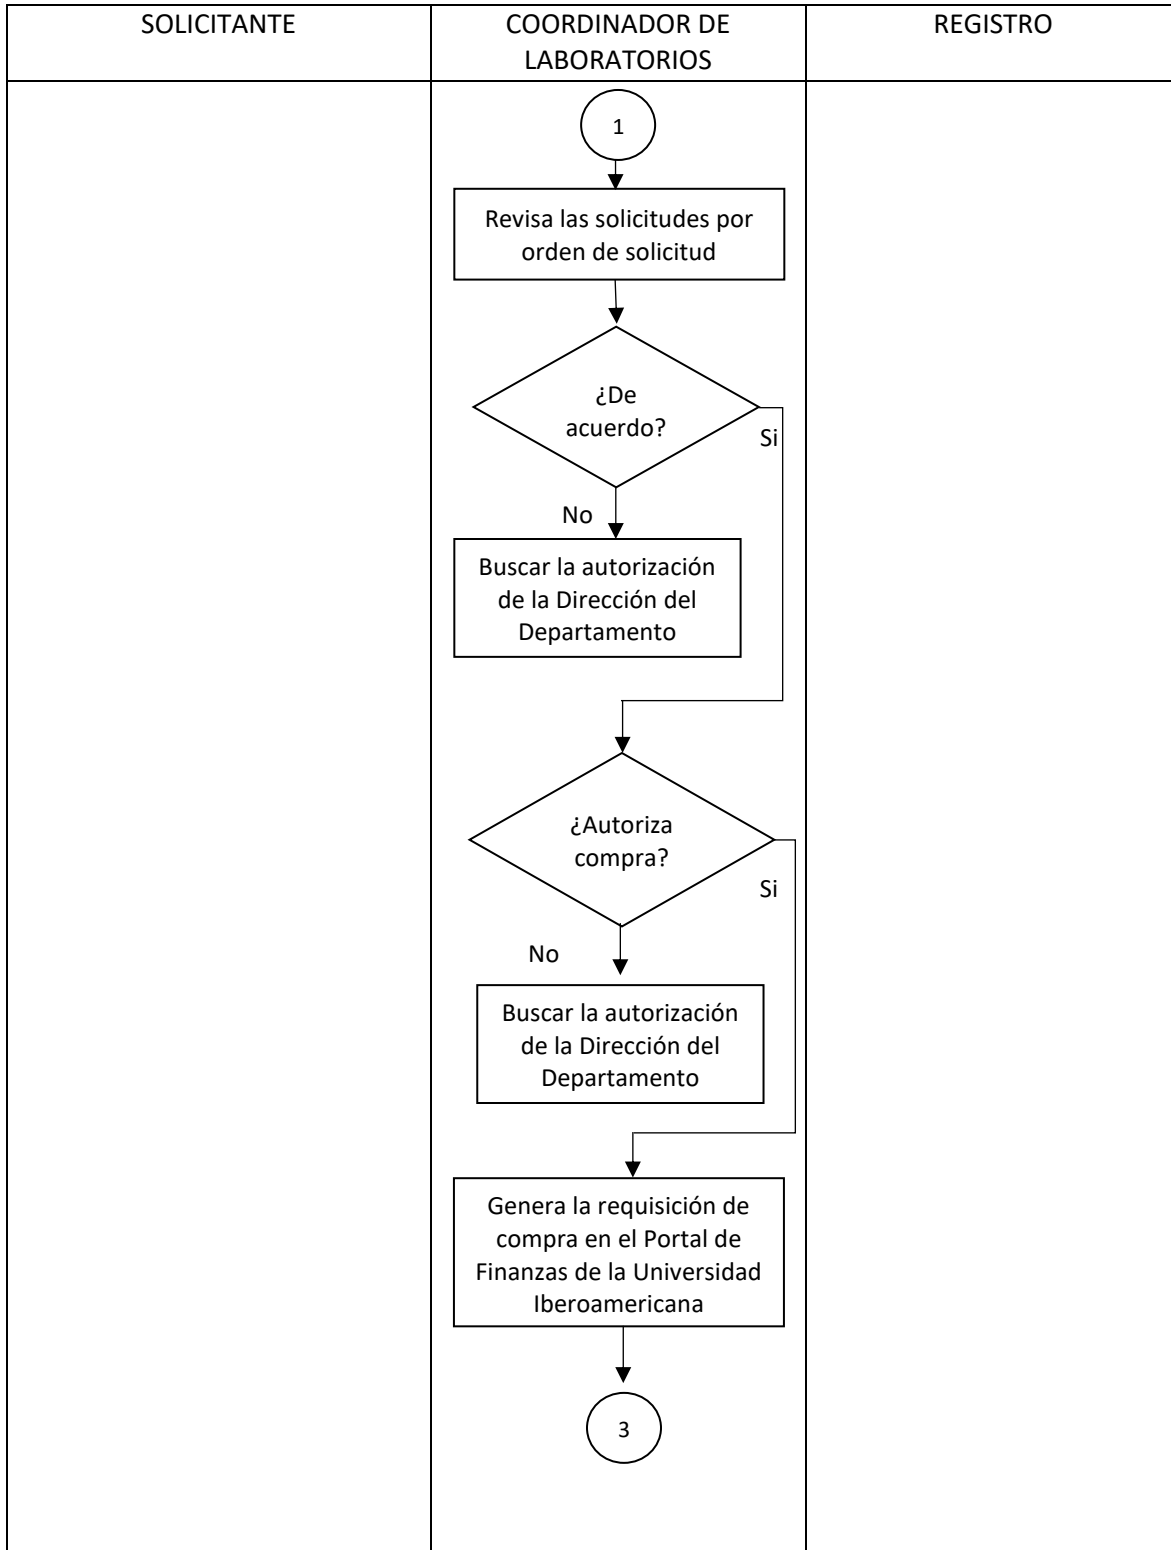 SOLICITANTE
COORDINADOR DE
LABORATORIOS
REGISTRO
1
Revisa las solicitudes por
orden de solicitud
¿De
acuerdo?
Si
No
Buscar la autorización
de la Dirección del
Departamento
¿Autoriza
compra?
Si
No
Buscar la autorización
de la Dirección del
Departamento
Genera la requisición de
compra en el Portal de
Finanzas de la Universidad
Iberoamericana
3